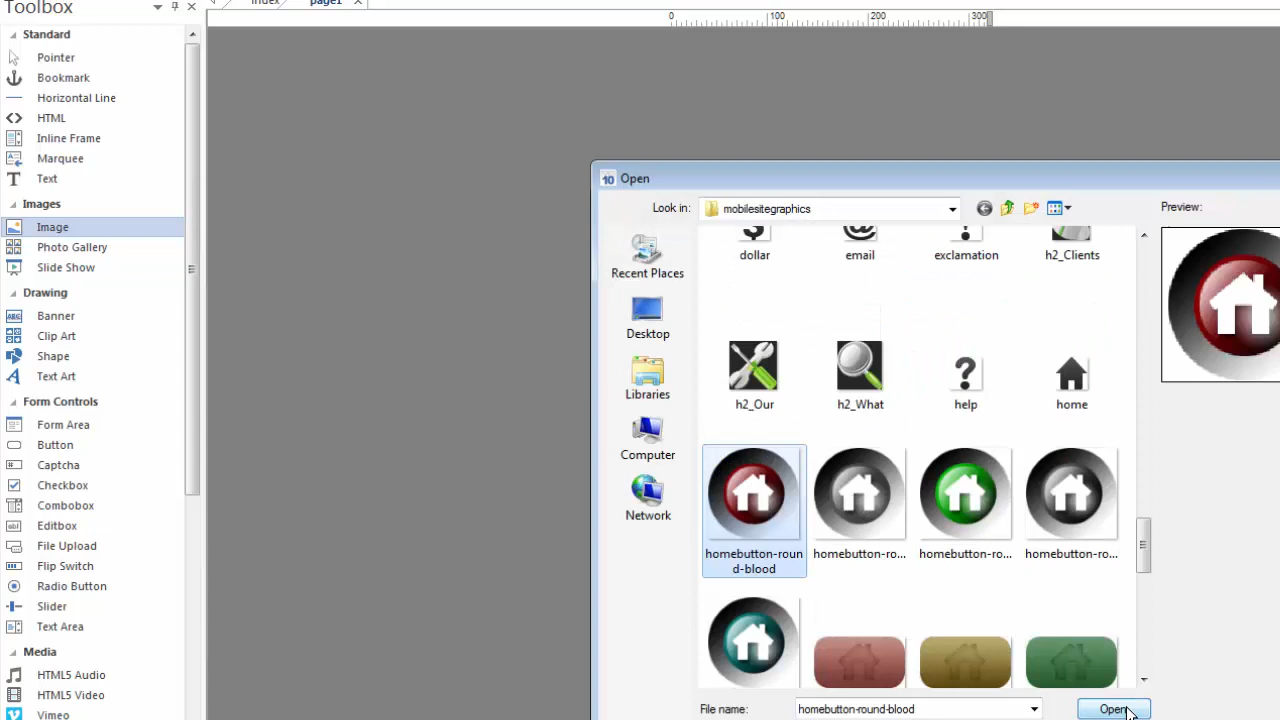 Toolbox
index
page1
0
100
200
300
Standard
Pointer
Bookmark
Horizontal Line
HTML
Inline Frame
Marquee
Text
Images
Image
Photo Gallery
Slide Show
Drawing
Banner
Clip Art
Shape
Text Art
Form Controls
Form Area
Button
Captcha
Checkbox
Combobox
Editbox
File Upload
Flip Switch
Radio Button
Slider
Text Area
Media
HTML5 Audio
HTML5 Video
Vimeo
10 Open
Look in:
mobilesitegraphics
Preview:
Recent Places
Desktop
Libraries
Computer
Network
dollar
email
exclamation
h2_Clients
h2_Our
h2_What
help
home
homebutton-roun
d-blood
homebutton-ro...
homebutton-ro...
homebutton-ro...
File name:
homebutton-round-blood
Open